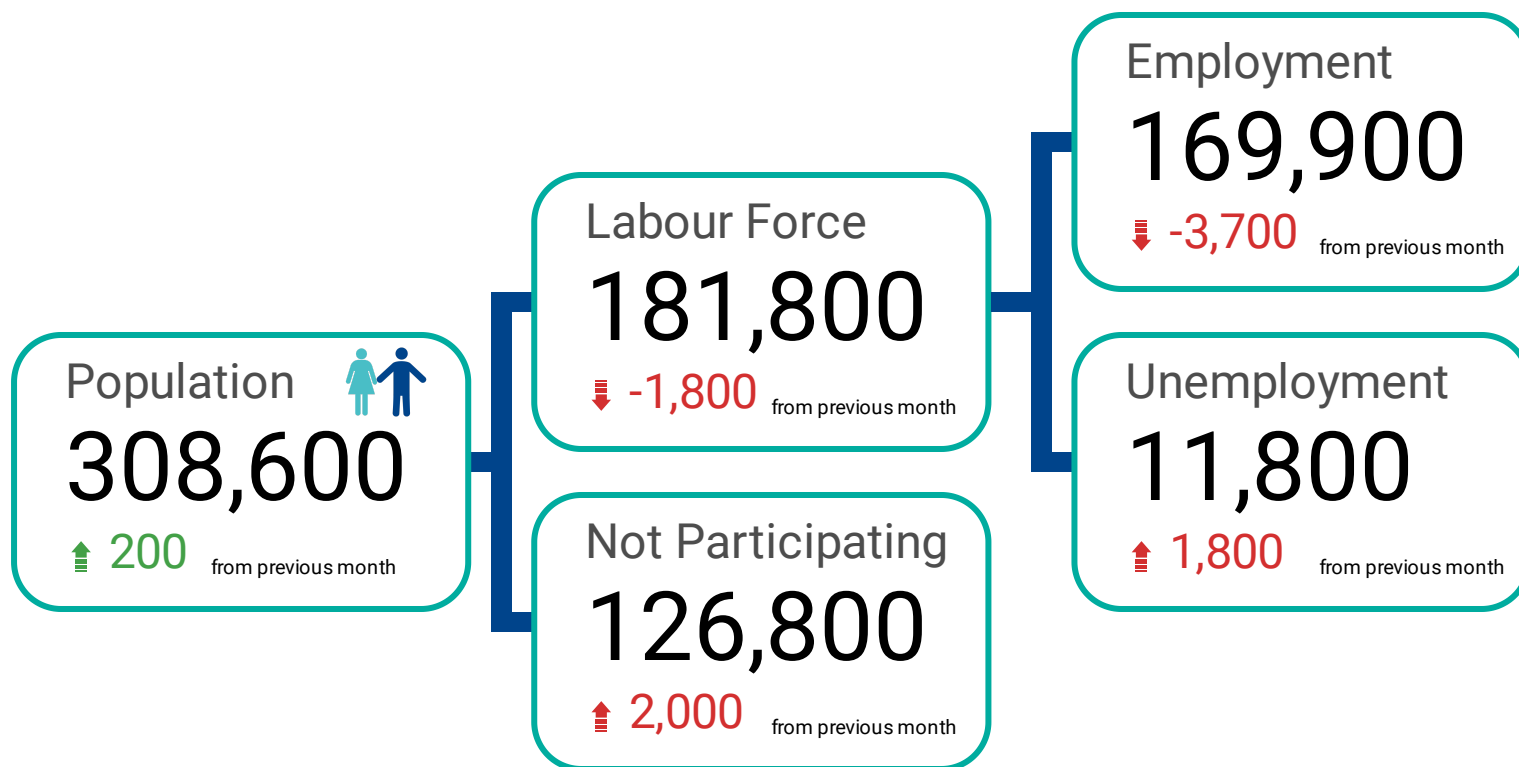 Population
308,600
200 from previous month
Labour Force
181,800
-1,800 from previous month
Not Participating
126,800
2,000 from previous month
Employment
169,900
-3,700 from previous month
Unemployment
11,800
1,800 from previous month